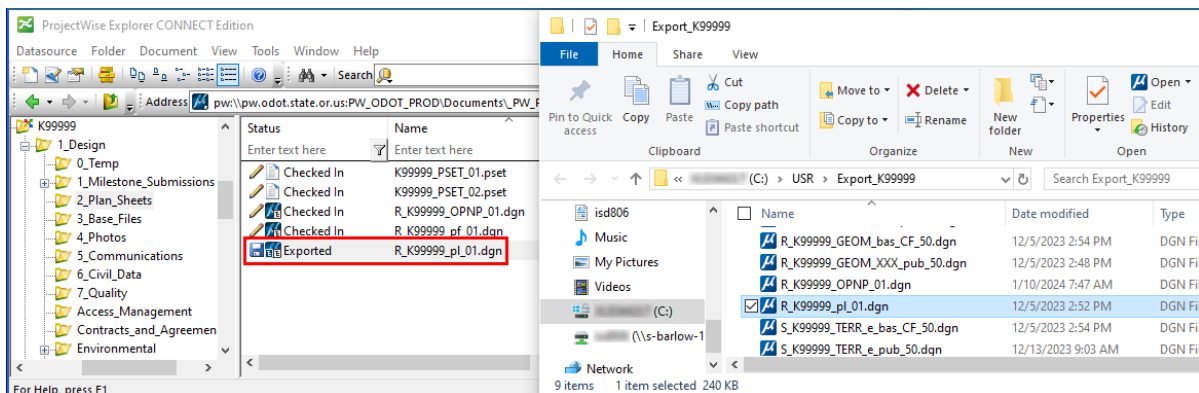 ProjectWise Explorer CONNECT Edition
Datasource Folder Document View Tools Window Help
Search
Address pw:\\pw.odot.state.or.us:PW_ODOT_PROD\Documents\_PW_P
K99999
1_Design
0_Temp
1_Milestone_Submissions
2_Plan_Sheets
3_Base_Files
4_Photos
5_Communications
6_Civil_Data
7_Quality
Access_Management
Contracts_and_Agreemen
Environmental
For Help, press F1
Status Name
Enter text here Enter text here
Checked In K99999_PSET_01.pset
Checked In K99999_PSET_02.pset
Checked In R_K99999_OPNP_01.dgn
Checked In R_K99999_pf_01.dgn
Exported R_K99999_pl_01.dgn
Export_K99999
File Home Share View
Pin to Quick access
Copy
Paste
Cut
Copy path
Paste shortcut
Clipboard
Move to
Copy to
Delete
Rename
Organize
New folder
New
Properties
Open
Edit
History
Open
« (C:) › USR › Export_K99999
Search Export_K99999
isd806
Music
My Pictures
Videos
(C:)
(\\s-barlow-1
Network
Name Date modified Type
R_K99999_GEOM_bas_CF_50.dgn 12/5/2023 2:54 PM DGN Fi
R_K99999_GEOM_XXX_pub_50.dgn 12/5/2023 2:48 PM DGN Fi
R_K99999_OPNP_01.dgn 1/10/2024 7:47 AM DGN Fi
R_K99999_pl_01.dgn 12/5/2023 2:52 PM DGN Fi
S_K99999_TERR_e_bas_CF_50.dgn 12/5/2023 2:54 PM DGN Fi
S_K99999_TERR_e_pub_50.dgn 12/13/2023 9:03 AM DGN Fi
9 items 1 item selected 240 KB